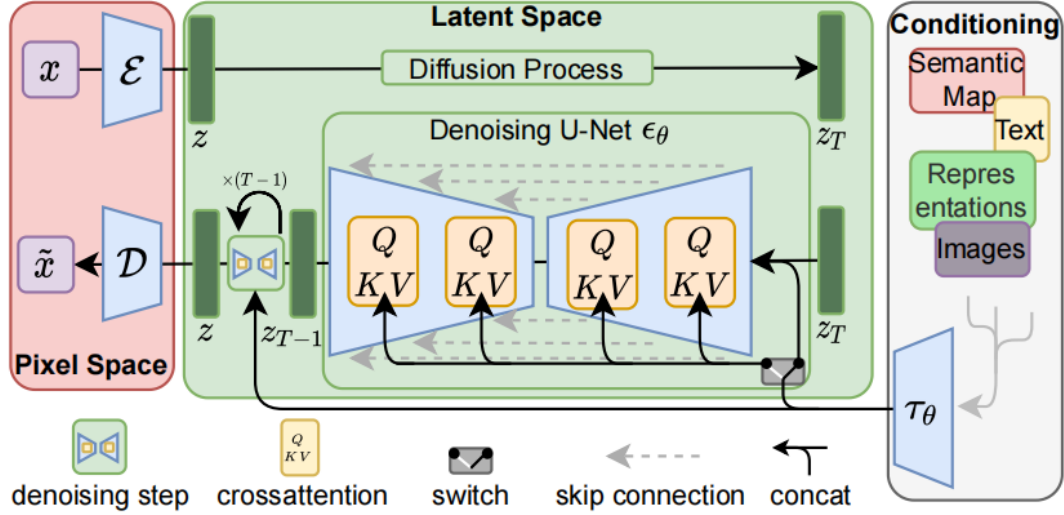 Latent Space
Conditioning
x
ℰ
z
Diffusion Process
z_T
Semantic
Map
Text
Repres
entations
Images
Denoising U-Net ϵ_θ
×(T−1)
x̃
𝒟
z
z_{T−1}
Q
KV
Q
KV
Q
KV
Q
KV
z_T
Pixel Space
τ_θ
Q
KV
denoising step
crossattention
switch
skip connection
concat